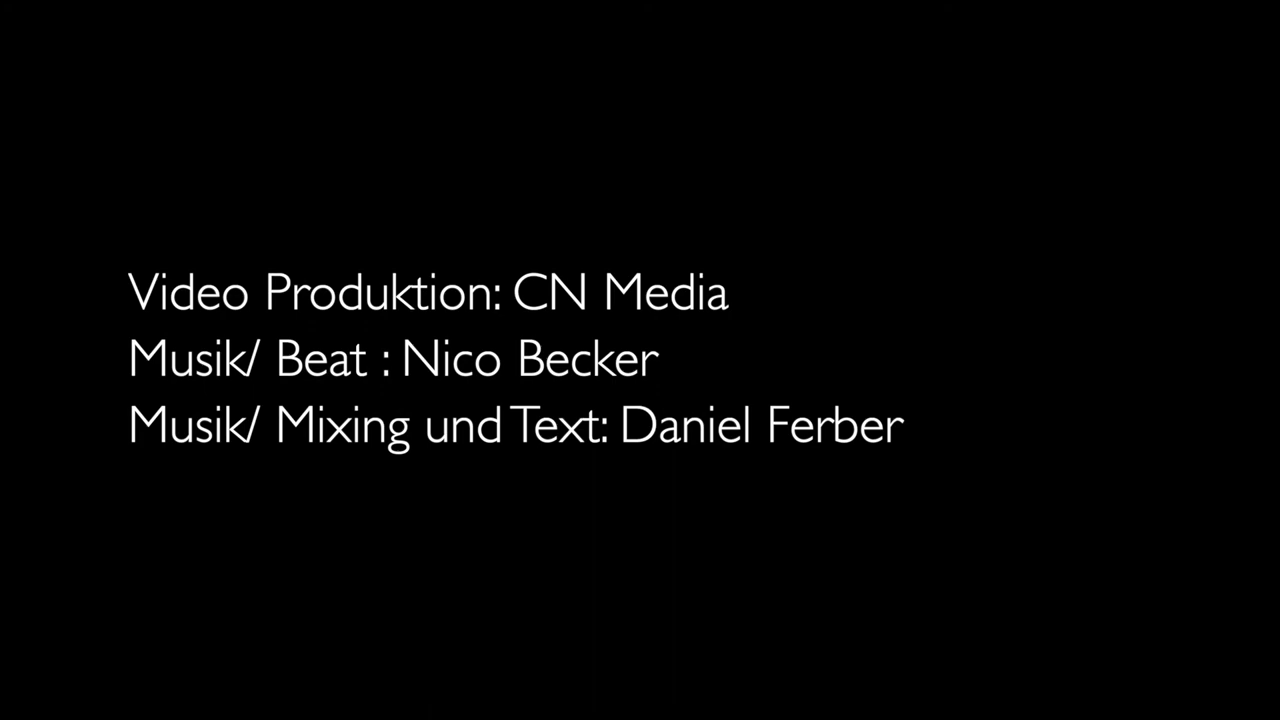 Video Produktion: CN Media
Musik/ Beat : Nico Becker
Musik/ Mixing und Text: Daniel Ferber